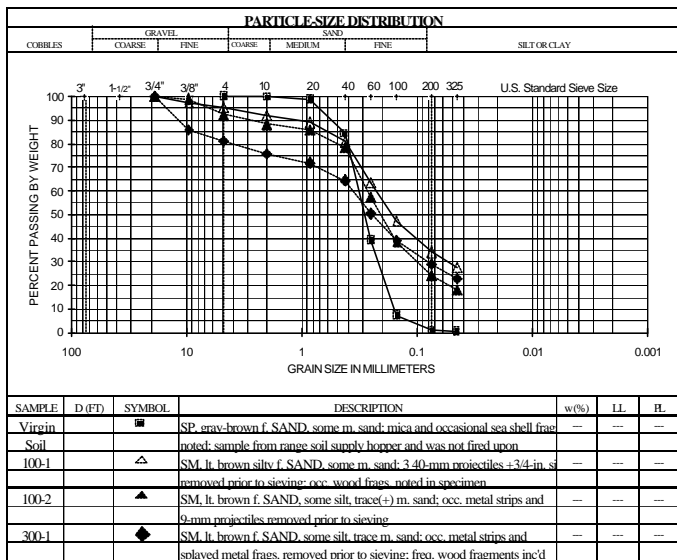 PARTICLE-SIZE DISTRIBUTION
GRAVEL SAND
COBBLES COARSE FINE COARSE MEDIUM FINE SILT OR CLAY
3" 1-1/2" 3/4" 3/8" 4 10 20 40 60 100 200 325 U.S. Standard Sieve Size
100
90
80
70
60
50
40
30
20
10
0
PERCENT PASSING BY WEIGHT
100 10 1 0.1 0.01 0.001
GRAIN SIZE IN MILLIMETERS
SAMPLE D (FT) SYMBOL DESCRIPTION w(%) LL PL
Virgin SP, gray-brown f. SAND, some m. sand; mica and occasional sea shell frag --- --- ---
Soil noted; sample from range soil supply hopper and was not fired upon
100-1 SM, lt. brown silty f. SAND, some m. sand; 3 40-mm projectiles +3/4-in. si --- --- ---
removed prior to sieving; occ. wood frags. noted in specimen
100-2 SM, lt. brown f. SAND, some silt, trace(+) m. sand; occ. metal strips and --- --- ---
9-mm projectiles removed prior to sieving
300-1 SM, lt. brown f. SAND, some silt, trace m. sand; occ. metal strips and --- --- ---
splayed metal frags. removed prior to sieving; freq. wood fragments inc'd